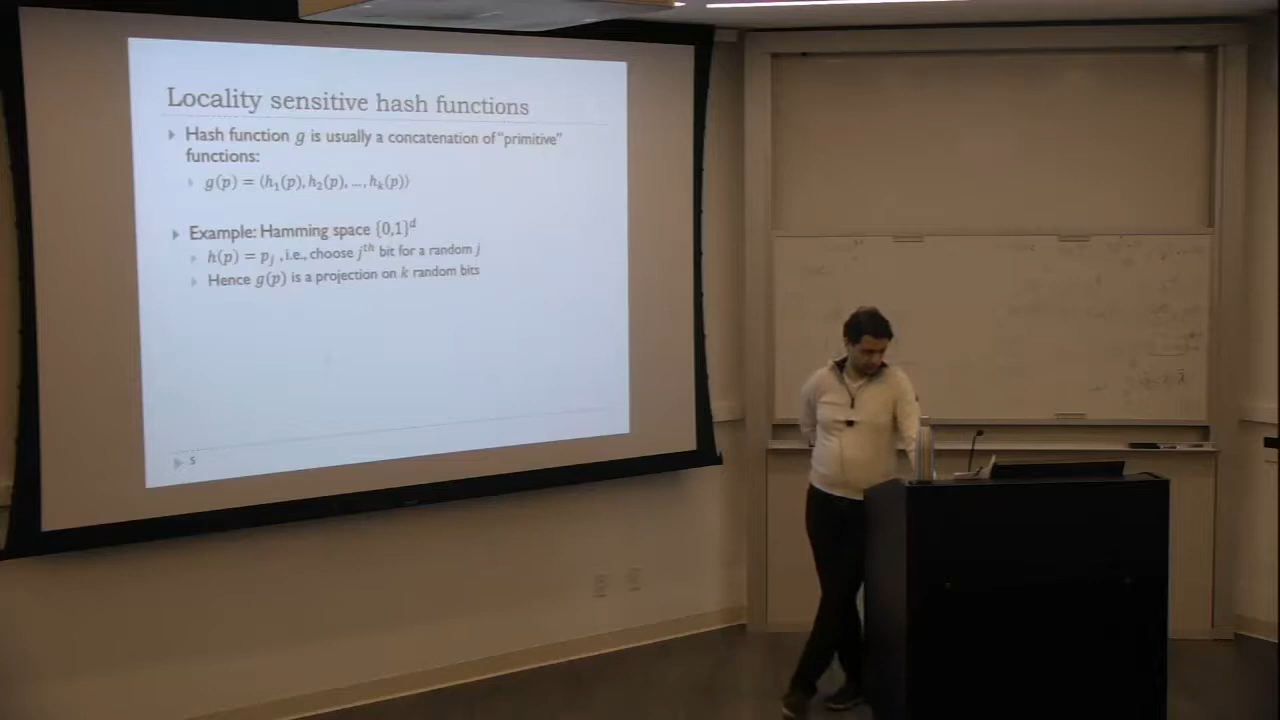 Locality sensitive hash functions
Hash function g is usually a concatenation of "primitive"
functions:
g(p) = ⟨h₁(p), h₂(p), ..., hₖ(p)⟩
Example: Hamming space {0,1}ᵈ
h(p) = pⱼ , i.e., choose jᵗʰ bit for a random j
Hence g(p) is a projection on k random bits
5